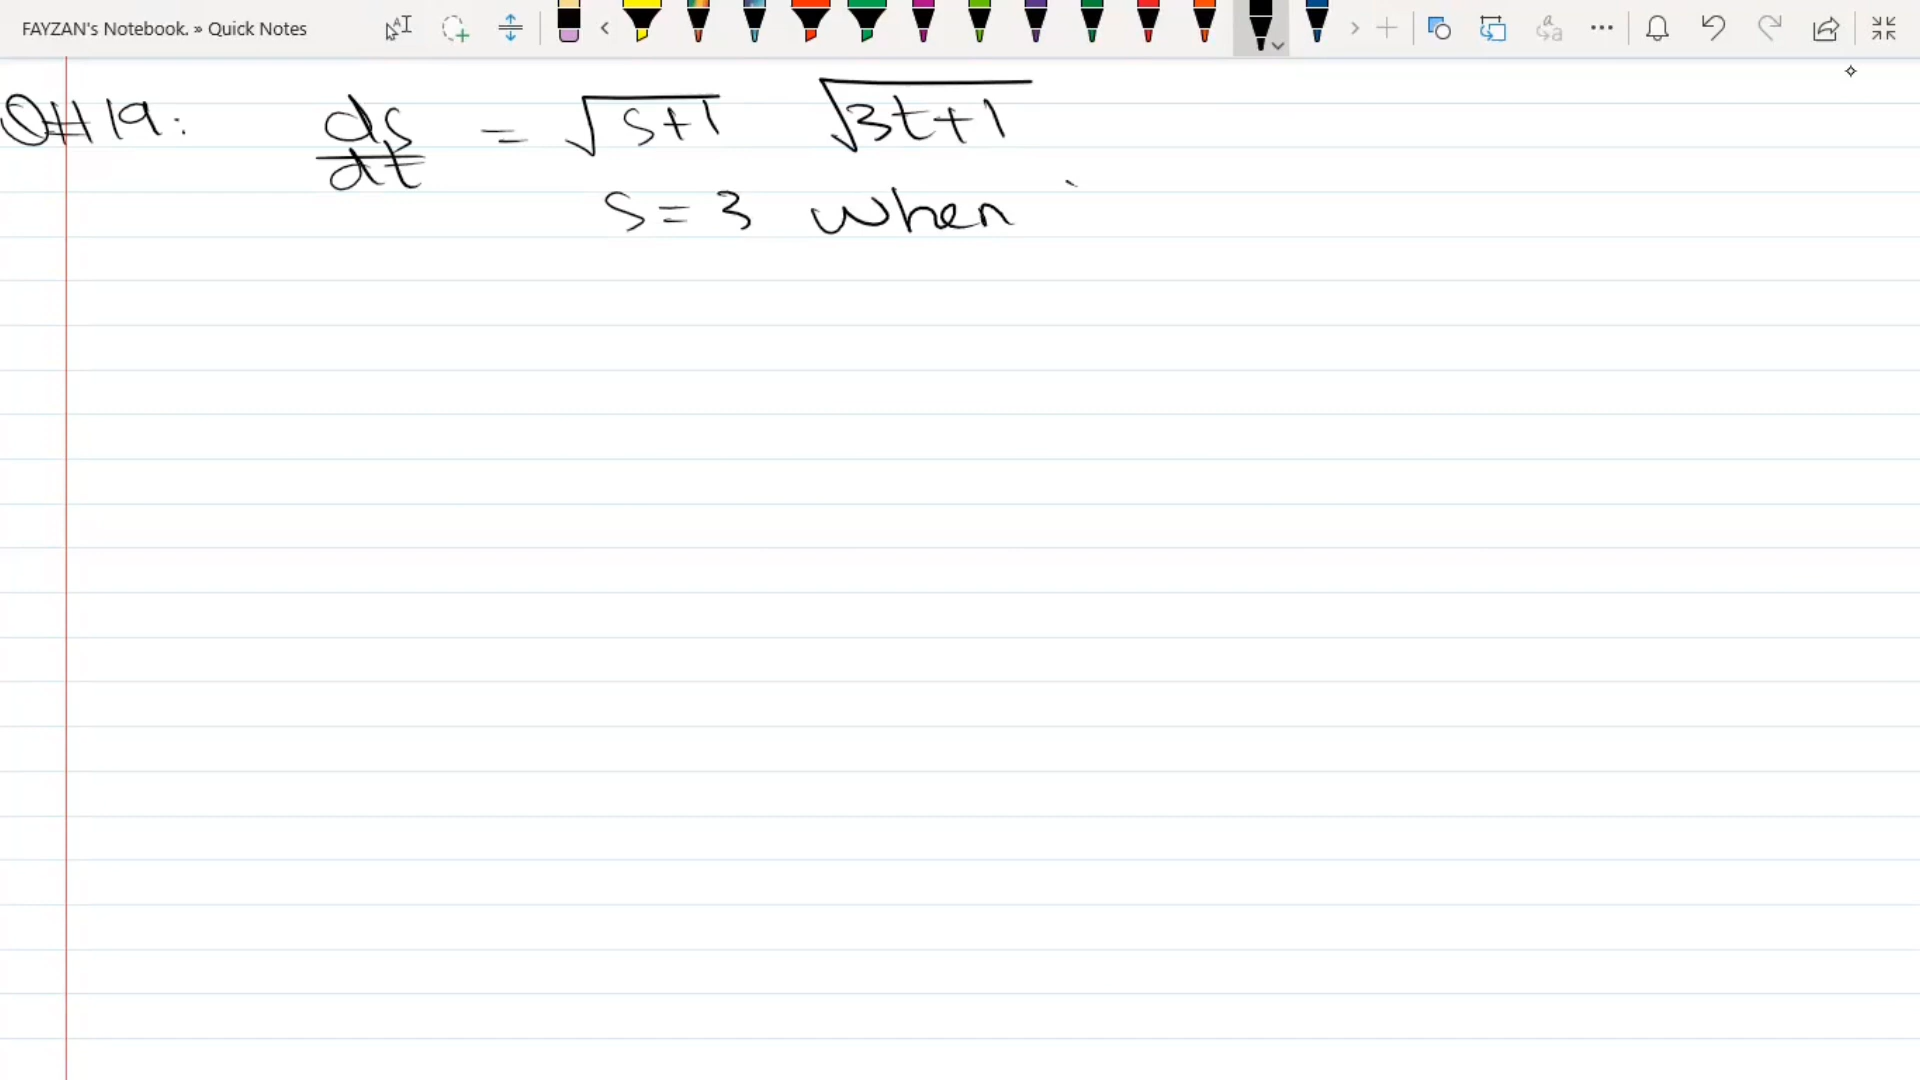 FAYZAN's Notebook. » Quick Notes
Q#19: ds/dt = √s+1 √3t+1
s = 3 when